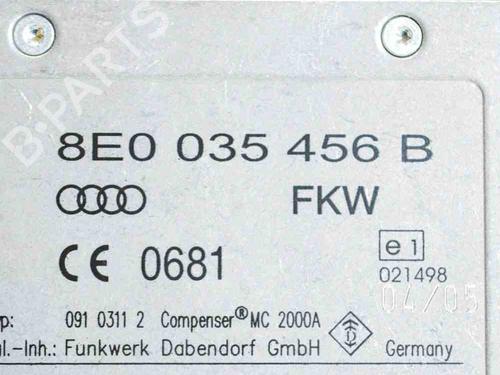 B-PARTS
8E0 035 456 B
FKW
CE 0681
e1
021498
04/05
p: 091 0311 2 Compenser® MC 2000A
gl.-Inh.: Funkwerk Dabendorf GmbH Germany